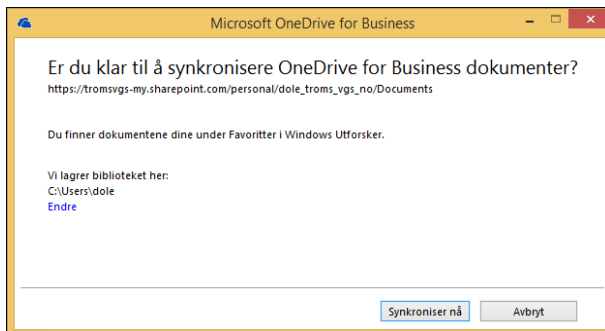 Microsoft OneDrive for Business
Er du klar til å synkronisere OneDrive for Business dokumenter?
https://tromsvgs-my.sharepoint.com/personal/dole_troms_vgs_no/Documents
Du finner dokumentene dine under Favoritter i Windows Utforsker.
Vi lagrer biblioteket her:
C:\Users\dole
Endre
Synkroniser nå
Avbryt